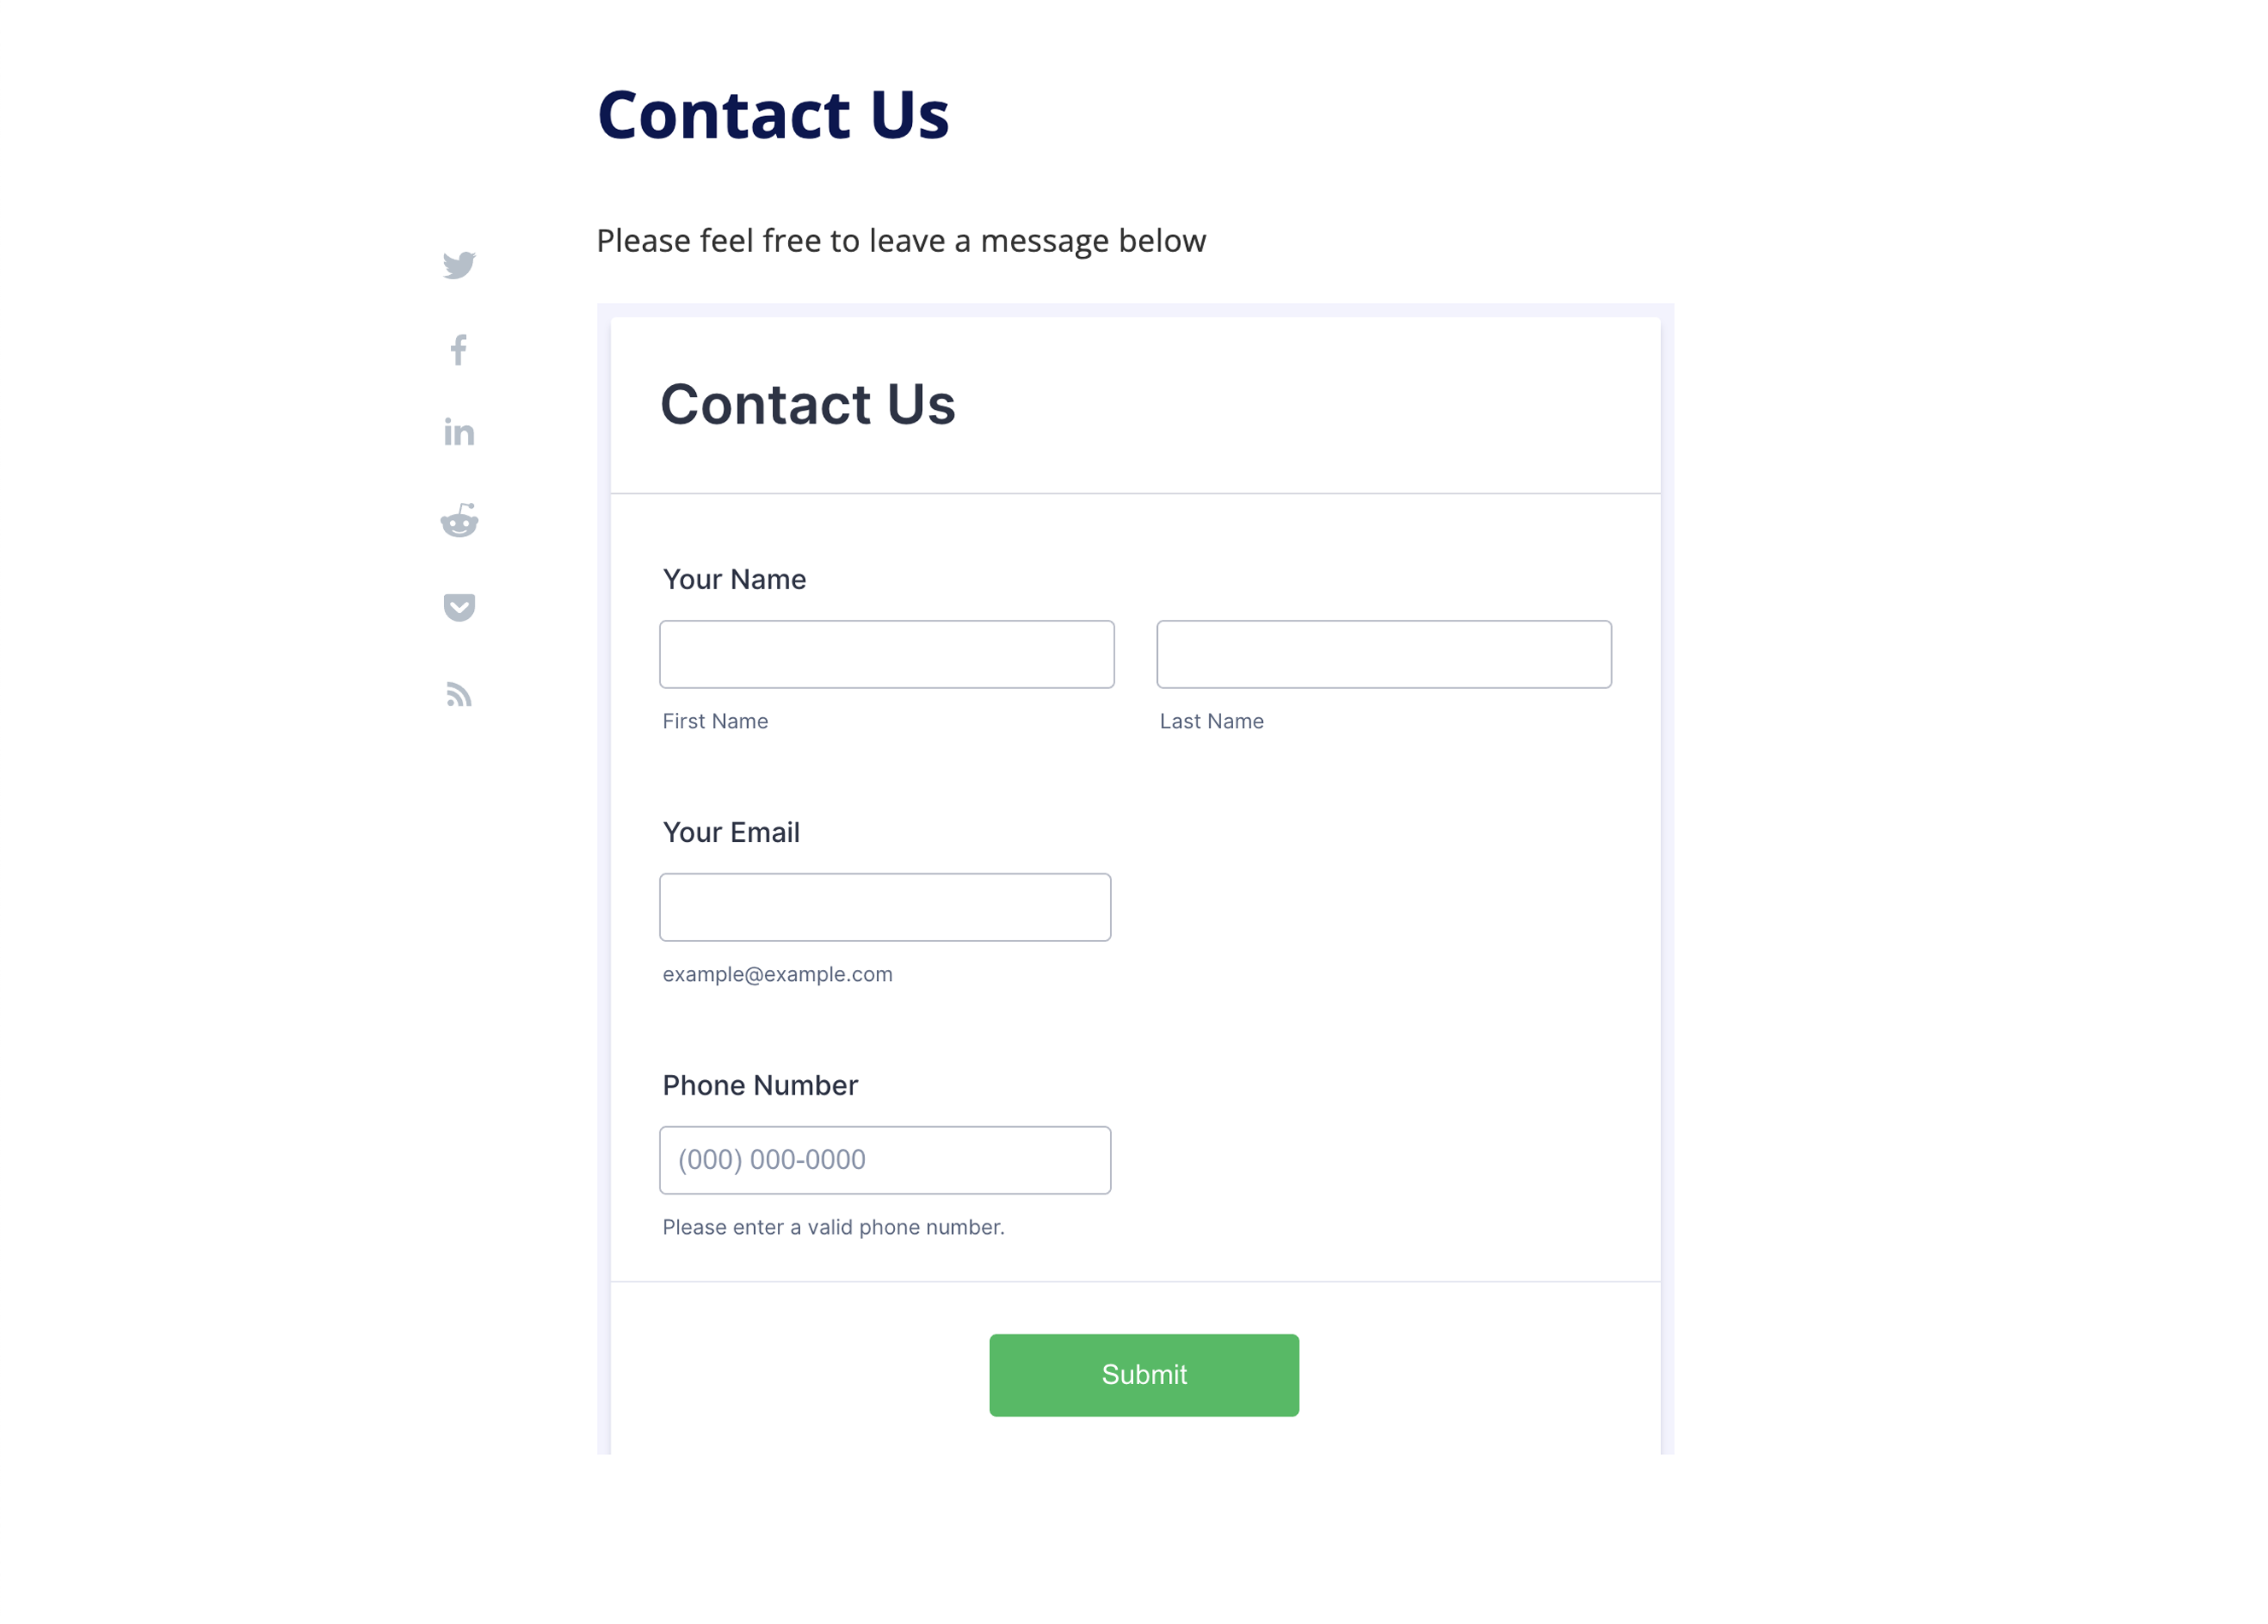 Contact Us
Please feel free to leave a message below
Contact Us
Your Name
First Name
Last Name
Your Email
example@example.com
Phone Number
(000) 000-0000
Please enter a valid phone number.
Submit